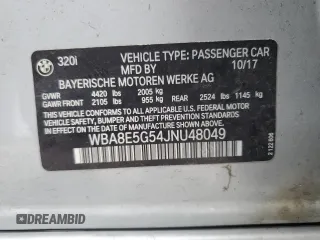 320i
VEHICLE TYPE: PASSENGER CAR
MFD BY 10/17
BAYERISCHE MOTOREN WERKE AG
GVWR 4420 lbs 2005 kg
GAWR FRONT 2105 lbs 955 kg REAR 2524 lbs 1145 kg
THIS VEHICLE CONFORMS TO ALL APPLICABLE U.S. FEDERAL
MOTOR VEHICLE SAFETY, BUMPER, AND THEFT PREVENTION STANDARDS
IN EFFECT ON THE DATE OF MANUFACTURE SHOWN ABOVE.
WBA8E5G54JNU48049
DREAMBID